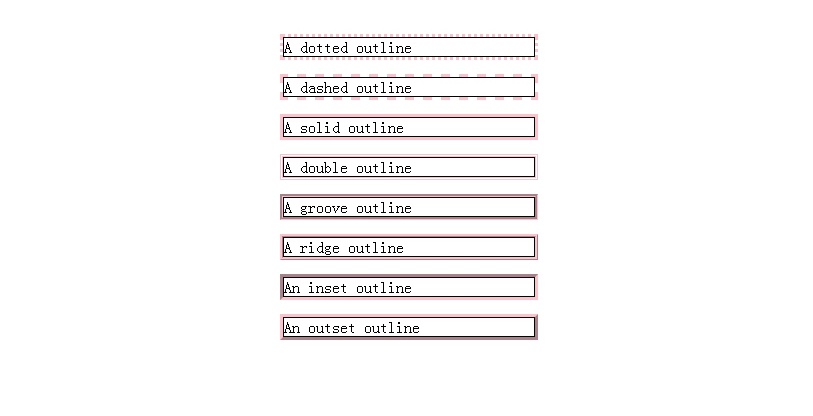 A dotted outline
A dashed outline
A solid outline
A double outline
A groove outline
A ridge outline
An inset outline
An outset outline